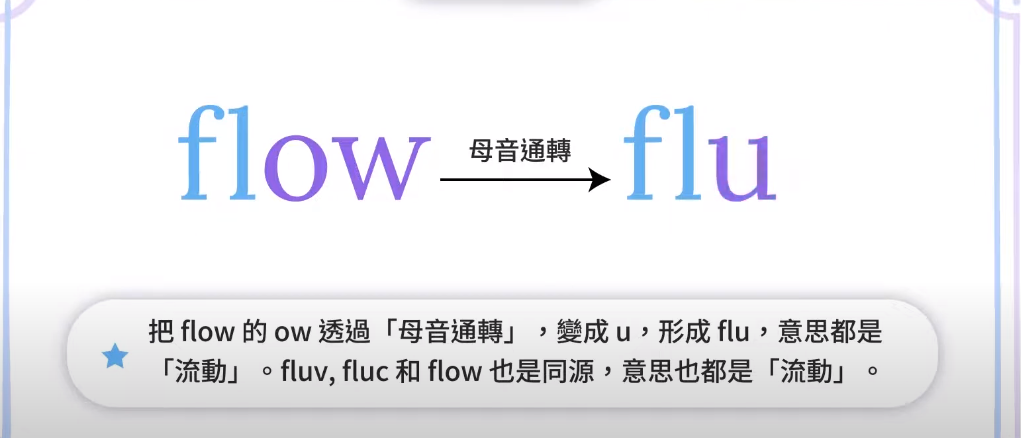 flow 母音通轉 flu
把 flow 的 ow 透過「母音通轉」，變成 u，形成 flu，意思都是
「流動」。fluv, fluc 和 flow 也是同源，意思也都是「流動」。